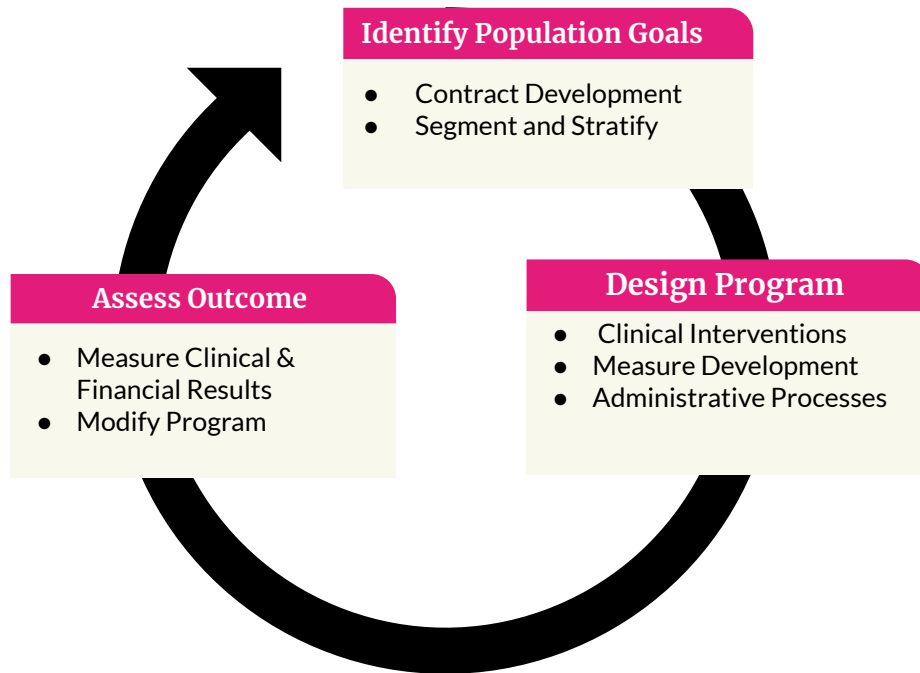 Identify Population Goals
● Contract Development
● Segment and Stratify
Design Program
● Clinical Interventions
● Measure Development
● Administrative Processes
Assess Outcome
● Measure Clinical &
Financial Results
● Modify Program